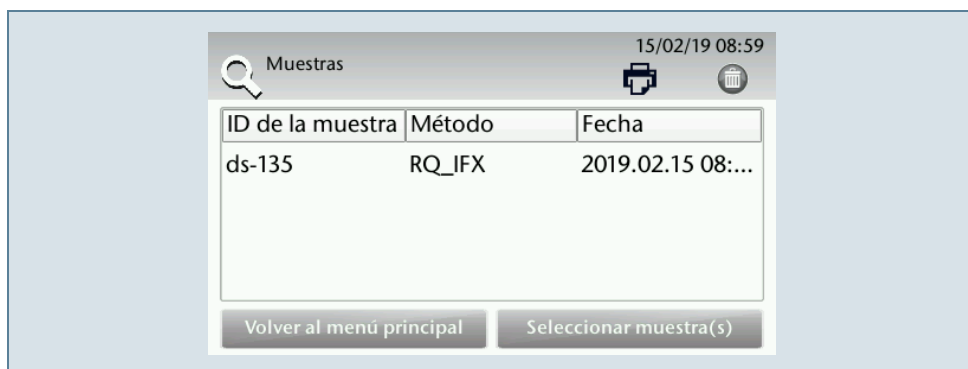 15/02/19 08:59
Muestras
ID de la muestra Método Fecha
ds-135 RQ_IFX 2019.02.15 08:...
Volver al menú principal Seleccionar muestra(s)